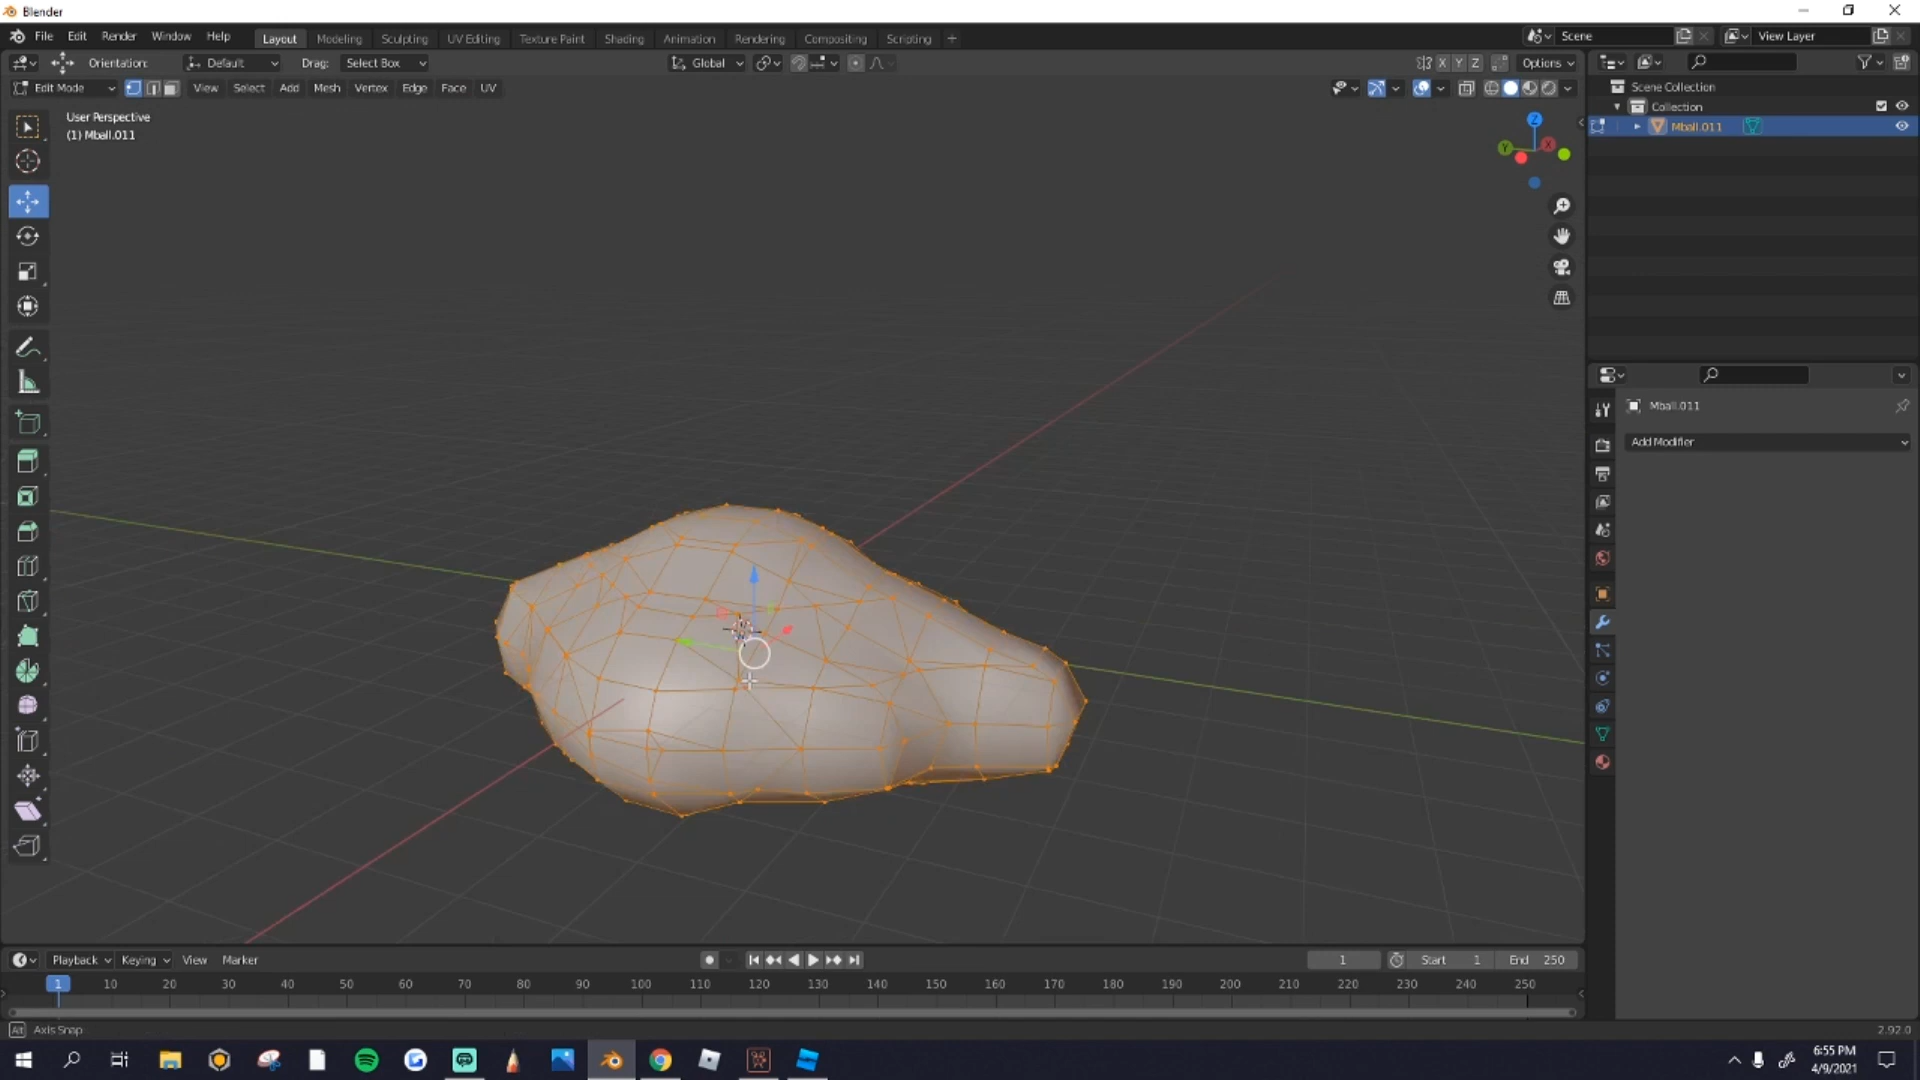 Blender
File Edit Render Window Help Layout Modeling Sculpting UV Editing Texture Paint Shading Animation Rendering Compositing Scripting + Scene View Layer
Orientation: Default Drag: Select Box Global X Y Z Options
Edit Mode View Select Add Mesh Vertex Edge Face UV
User Perspective
(1) Mball.011
Z
Y
X
Scene Collection
Collection
Mball.011
Mball.011
Add Modifier
Playback Keying View Marker 1 Start 1 End 250
1 10 20 30 40 50 60 70 80 90 100 110 120 130 140 150 160 170 180 190 200 210 220 230 240 250
Alt Axis Snap 2.92.0
6:55 PM
4/9/2021